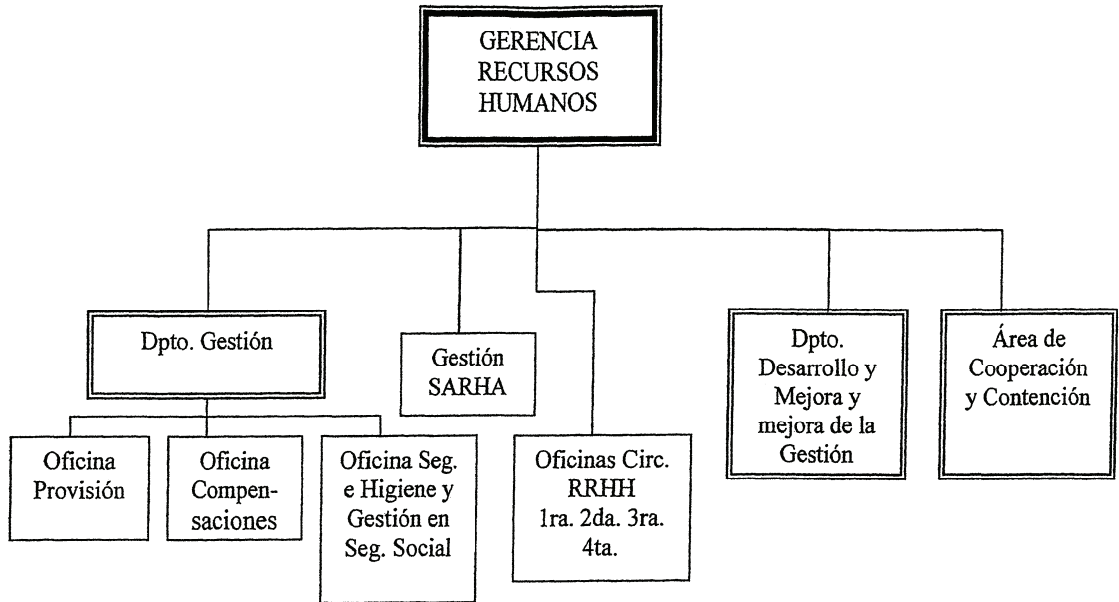 GERENCIA
RECURSOS
HUMANOS
Dpto. Gestión
Gestión
SARHA
Dpto.
Desarrollo y
Mejora y
mejora de la
Gestión
Área de
Cooperación
y Contención
Oficina
Provisión
Oficina
Compen-
saciones
Oficina Seg.
e Higiene y
Gestión en
Seg. Social
Oficinas Circ.
RRHH
1ra. 2da. 3ra.
4ta.